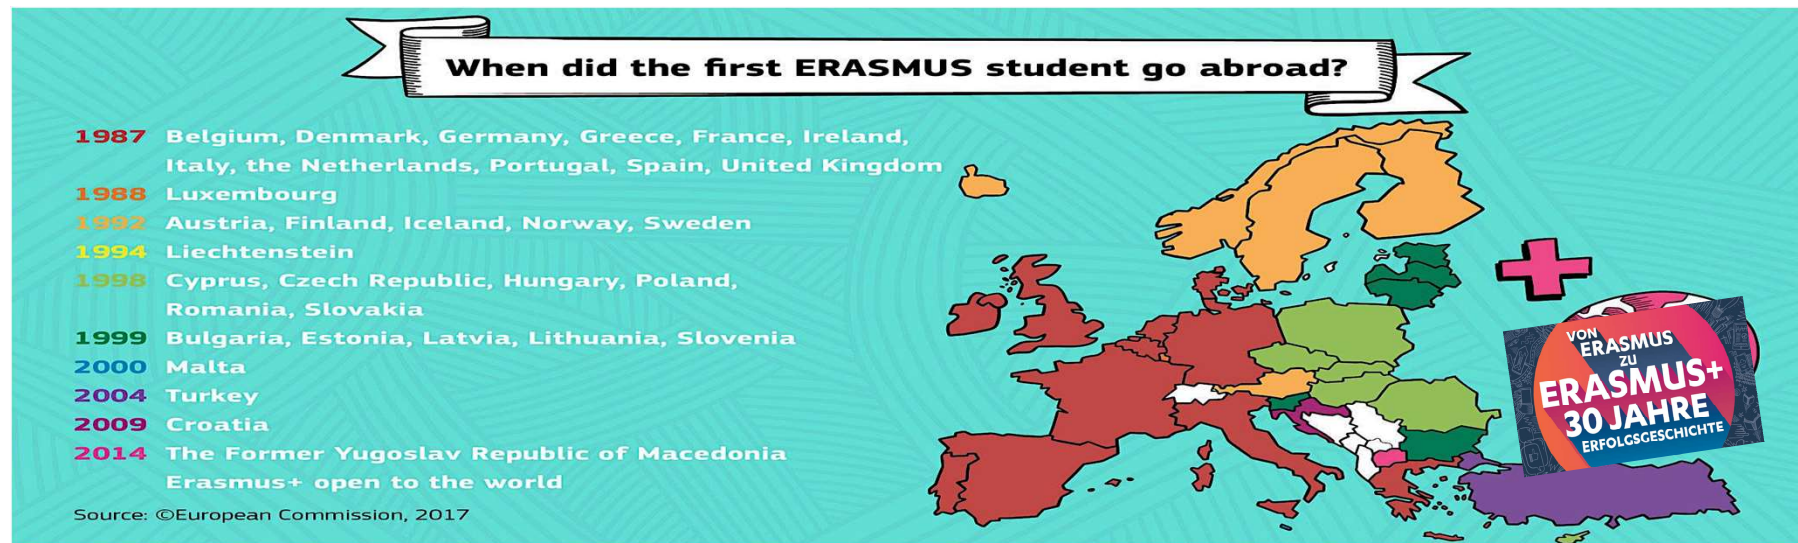 When did the first ERASMUS student go abroad?
1987 Belgium, Denmark, Germany, Greece, France, Ireland,
Italy, the Netherlands, Portugal, Spain, United Kingdom
1988 Luxembourg
1992 Austria, Finland, Iceland, Norway, Sweden
1994 Liechtenstein
1998 Cyprus, Czech Republic, Hungary, Poland,
Romania, Slovakia
1999 Bulgaria, Estonia, Latvia, Lithuania, Slovenia
2000 Malta
2004 Turkey
2009 Croatia
2014 The Former Yugoslav Republic of Macedonia
Erasmus+ open to the world
Source: ©European Commission, 2017
VON
ERASMUS
ZU
ERASMUS+
30 JAHRE
ERFOLGSGESCHICHTE